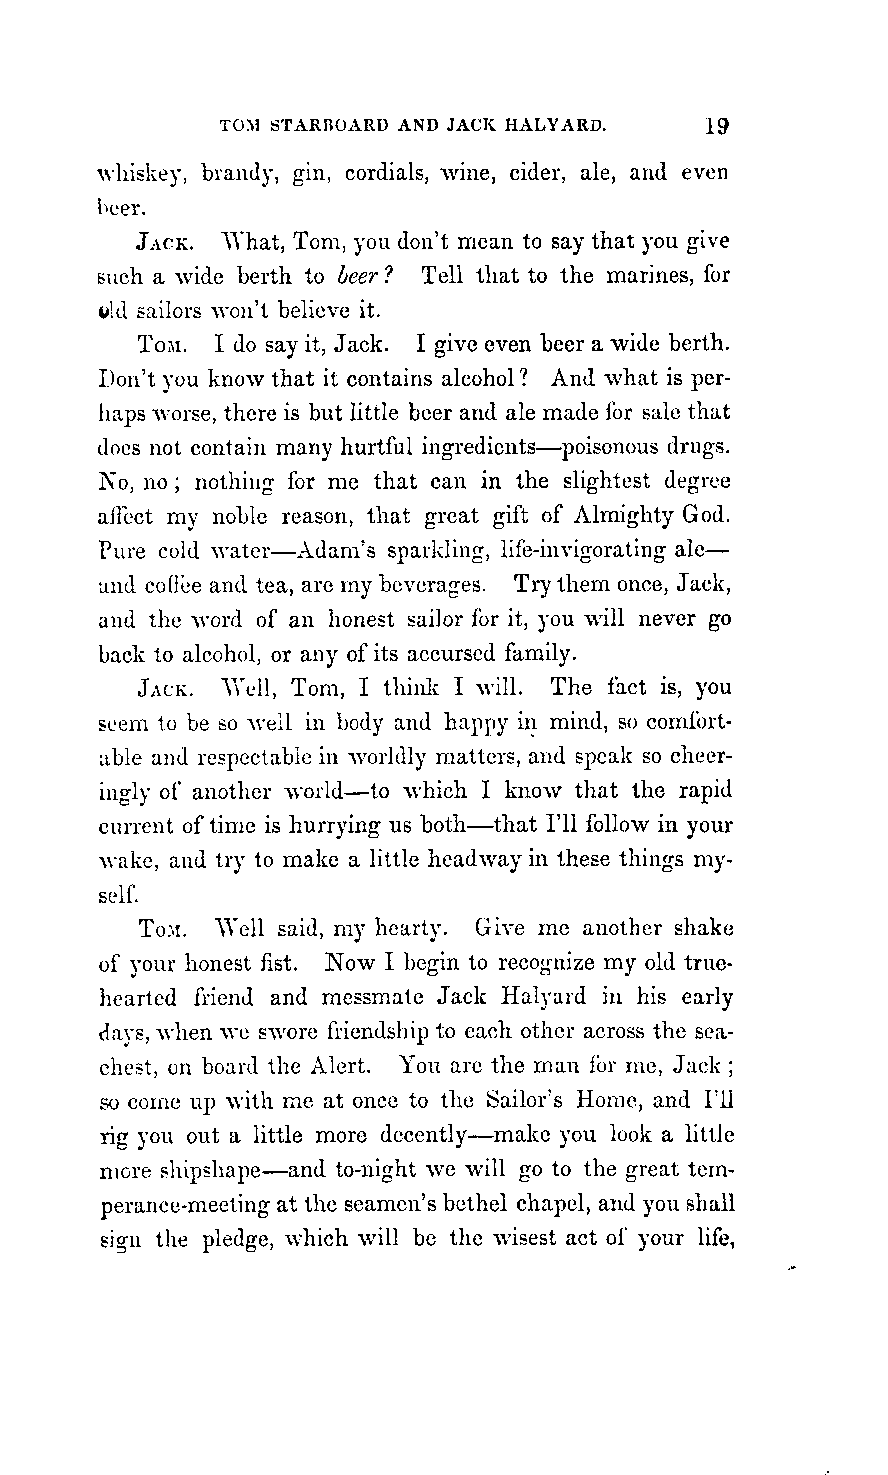 TOM STARBOARD AND JACK HALYARD. 19
whiskey, brandy, gin, cordials, wine, cider, ale, and even
beer.
JACK. What, Tom, you don't mean to say that you give
such a wide berth to beer? Tell that to the marines, for
old sailors won't believe it.
TOM. I do say it, Jack. I give even beer a wide berth.
Don't you know that it contains alcohol? And what is per-
haps worse, there is but little beer and ale made for sale that
does not contain many hurtful ingredients—poisonous drugs.
No, no; nothing for me that can in the slightest degree
affect my noble reason, that great gift of Almighty God.
Pure cold water—Adam's sparkling, life-invigorating ale—
and coffee and tea, are my beverages. Try them once, Jack,
and the word of an honest sailor for it, you will never go
back to alcohol, or any of its accursed family.
JACK. Well, Tom, I think I will. The fact is, you
seem to be so well in body and happy in mind, so comfort-
able and respectable in worldly matters, and speak so cheer-
ingly of another world—to which I know that the rapid
current of time is hurrying us both—that I'll follow in your
wake, and try to make a little headway in these things my-
self.
TOM. Well said, my hearty. Give me another shake
of your honest fist. Now I begin to recognize my old true-
hearted friend and messmate Jack Halyard in his early
days, when we swore friendship to each other across the sea-
chest, on board the Alert. You are the man for me, Jack;
so come up with me at once to the Sailor's Home, and I'll
rig you out a little more decently—make you look a little
more shipshape—and to-night we will go to the great tem-
perance-meeting at the seamen's bethel chapel, and you shall
sign the pledge, which will be the wisest act of your life,